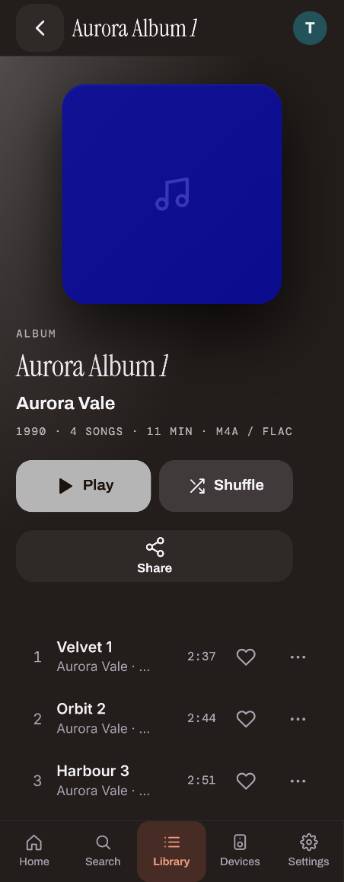 Aurora Album 1
T
ALBUM
Aurora Album 1
Aurora Vale
1990 · 4 SONGS · 11 MIN · M4A / FLAC
Play
Shuffle
Share
1 Velvet 1 2:37
Aurora Vale · ...
2 Orbit 2 2:44
Aurora Vale · ...
3 Harbour 3 2:51
Aurora Vale · ...
Home Search Library Devices Settings